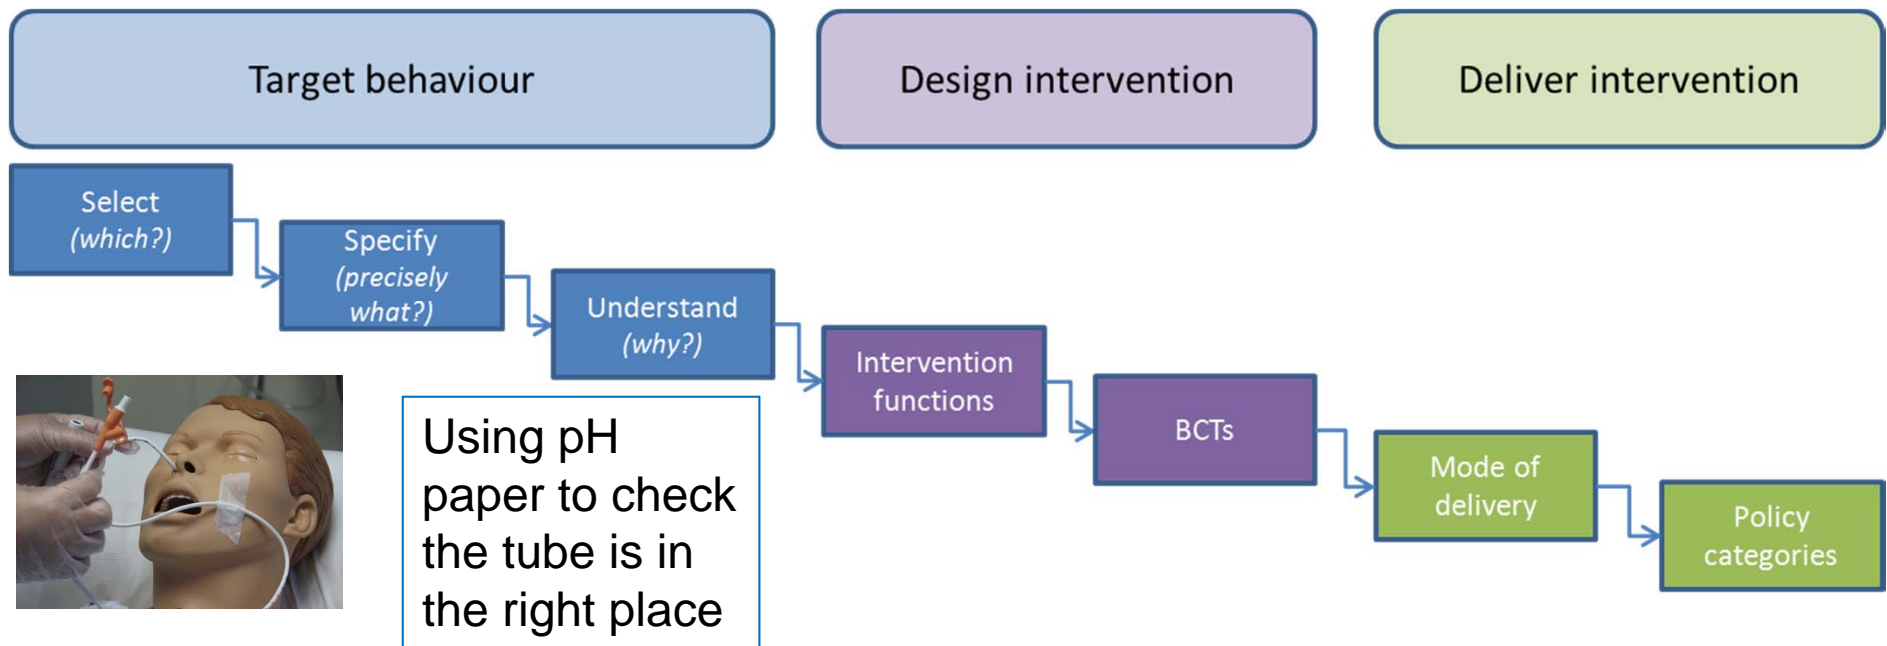 Target behaviour
Design intervention
Deliver intervention
Select
(which?)
Specify
(precisely
what?)
Understand
(why?)
Intervention
functions
BCTs
Mode of
delivery
Policy
categories
Using pH
paper to check
the tube is in
the right place